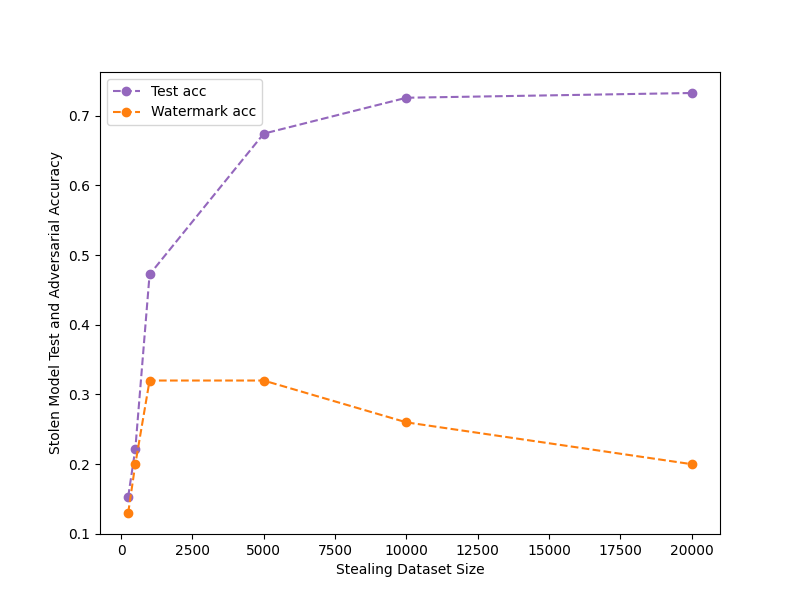 Test acc
Watermark acc
Stolen Model Test and Adversarial Accuracy
0.7
0.6
0.5
0.4
0.3
0.2
0.1
0 2500 5000 7500 10000 12500 15000 17500 20000
Stealing Dataset Size